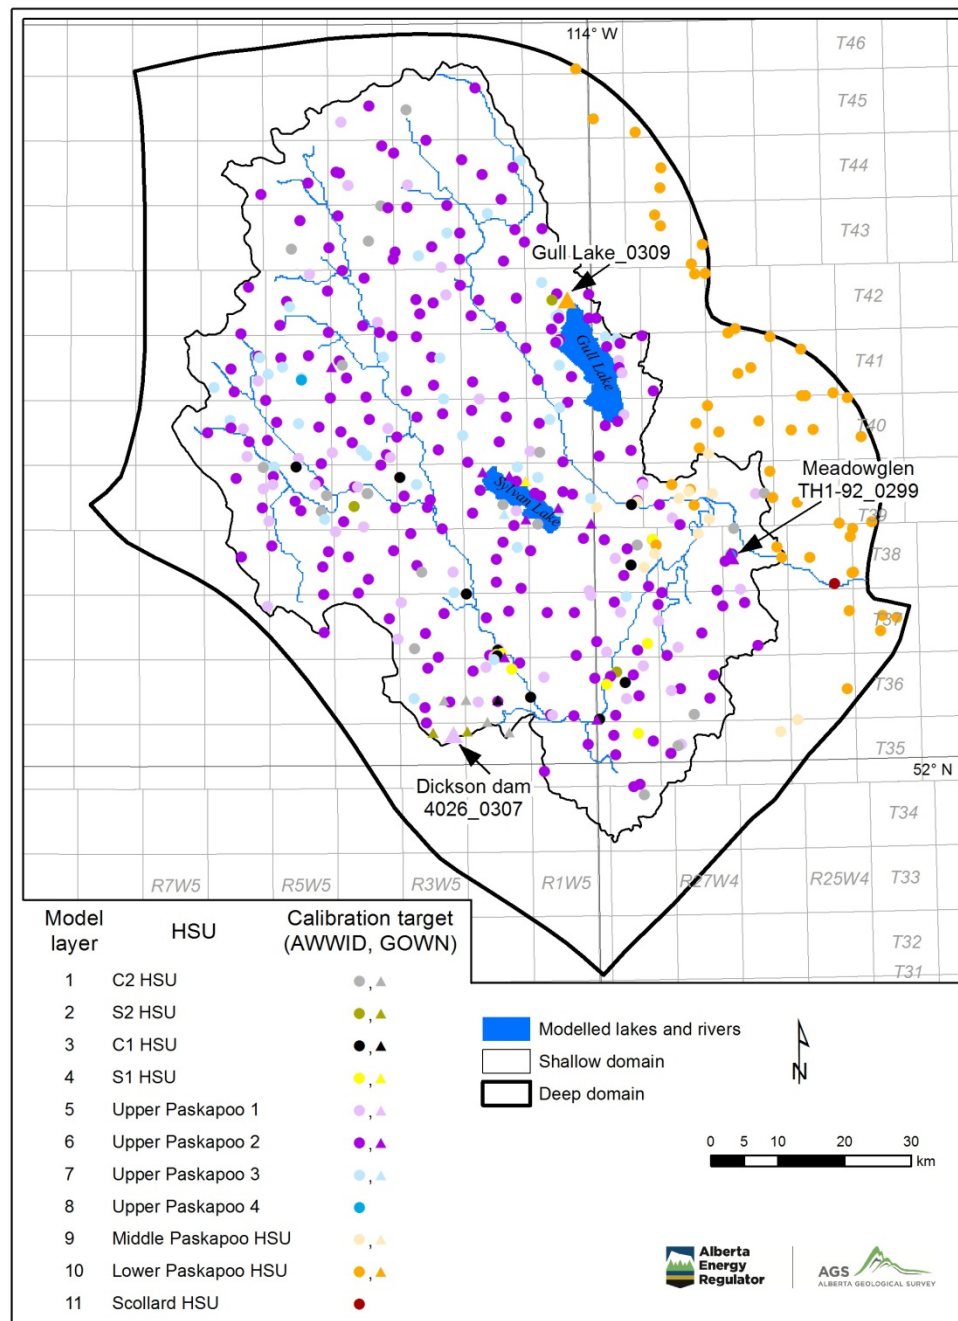 114° W
T46
T45
T44
T43
Gull Lake_0309
T42
Gull Lake
T41
T40
Meadowglen
TH1-92_0299
Sylvan Lake
T39
T38
T37
T36
T35
52° N
Dickson dam
4026_0307
T34
R7W5 R5W5 R3W5 R1W5 R27W4 R25W4 T33
T32
T31
Model layer HSU Calibration target (AWWID, GOWN)
1 C2 HSU ,
2 S2 HSU ,
3 C1 HSU ,
4 S1 HSU ,
5 Upper Paskapoo 1 ,
6 Upper Paskapoo 2 ,
7 Upper Paskapoo 3 ,
8 Upper Paskapoo 4
9 Middle Paskapoo HSU ,
10 Lower Paskapoo HSU ,
11 Scollard HSU
Modelled lakes and rivers
Shallow domain
Deep domain
N
0 5 10 20 30
km
Alberta
Energy
Regulator
AGS
ALBERTA GEOLOGICAL SURVEY